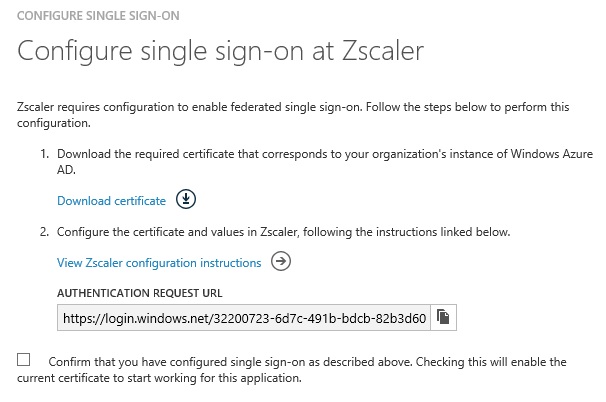 CONFIGURE SINGLE SIGN-ON
Configure single sign-on at Zscaler
Zscaler requires configuration to enable federated single sign-on. Follow the steps below to perform this
configuration.
1. Download the required certificate that corresponds to your organization's instance of Windows Azure
AD.
Download certificate
2. Configure the certificate and values in Zscaler, following the instructions linked below.
View Zscaler configuration instructions
AUTHENTICATION REQUEST URL
https://login.windows.net/32200723-6d7c-491b-bdcb-82b3d60
Confirm that you have configured single sign-on as described above. Checking this will enable the
current certificate to start working for this application.